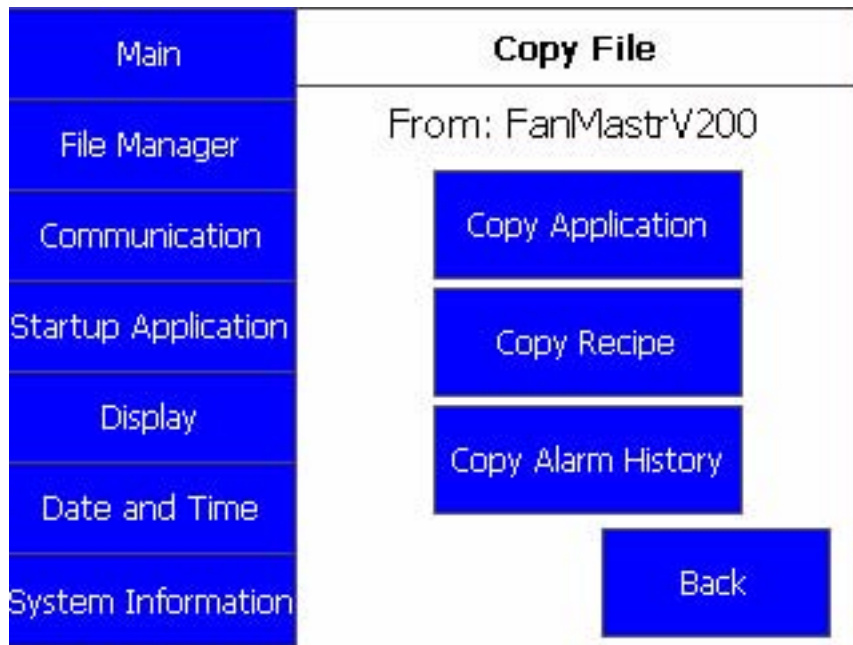 Main
File Manager
Communication
Startup Application
Display
Date and Time
System Information
Copy File
From: FanMastrV200
Copy Application
Copy Recipe
Copy Alarm History
Back